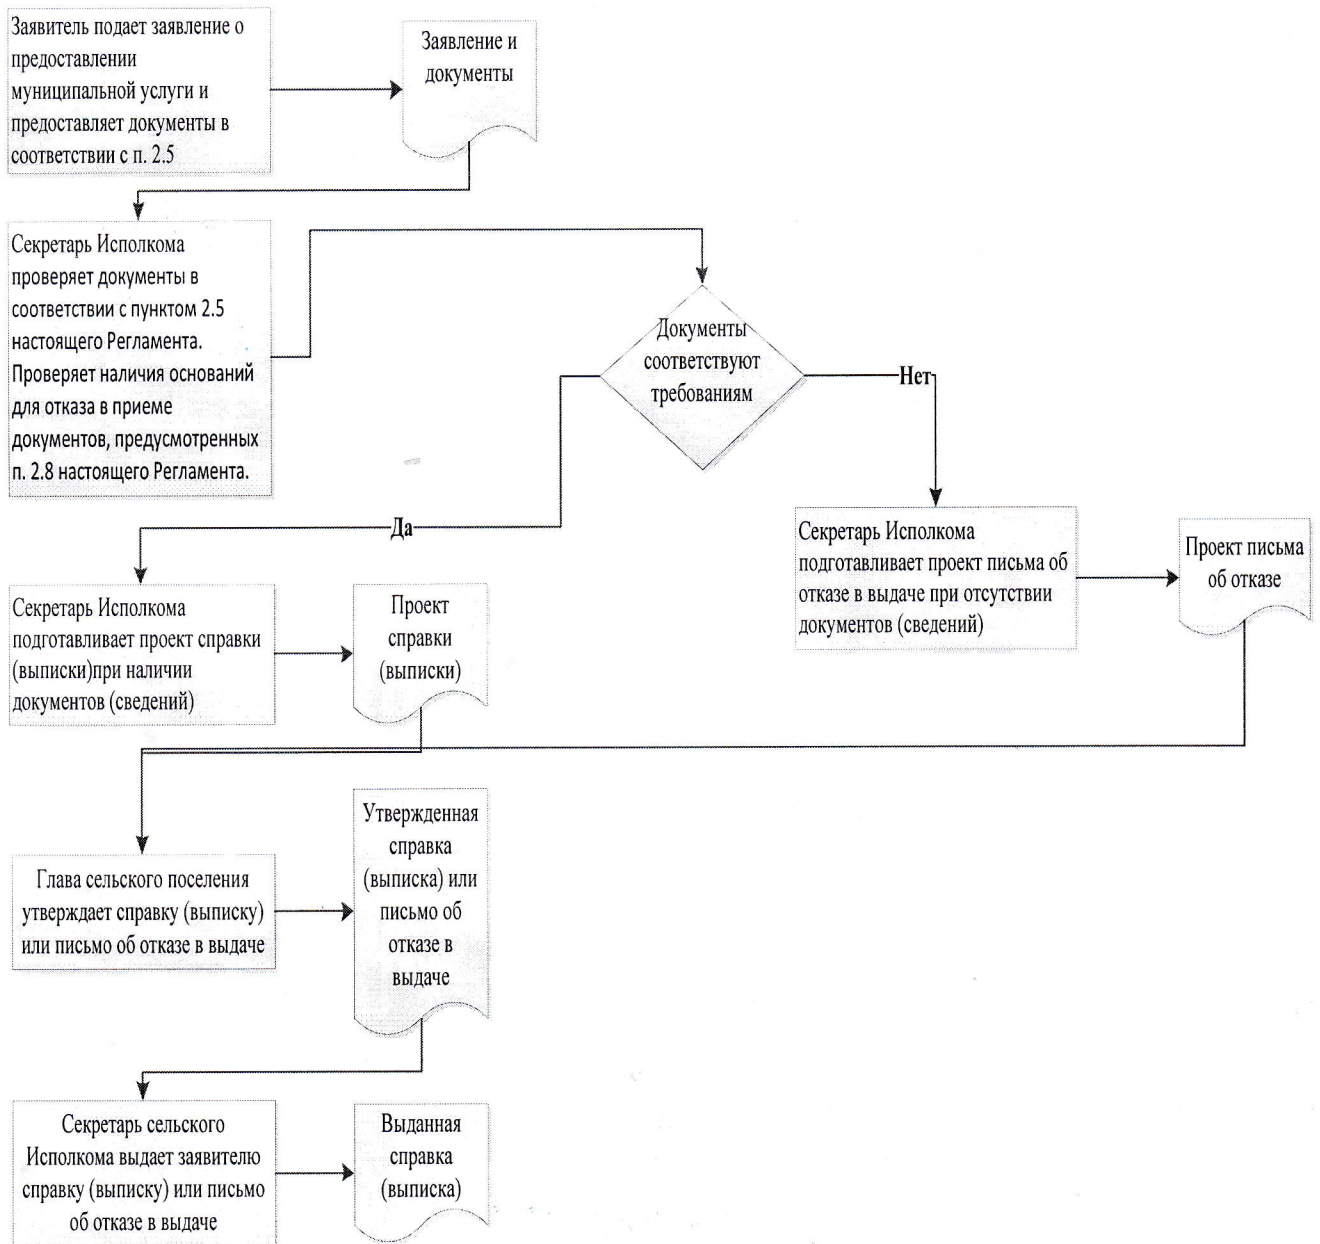 Заявитель подает заявление о
предоставлении
муниципальной услуги и
предоставляет документы в
соответствии с п. 2.5
Заявление и
документы
Секретарь Исполкома
проверяет документы в
соответствии с пунктом 2.5
настоящего Регламента.
Проверяет наличия оснований
для отказа в приеме
документов, предусмотренных
п. 2.8 настоящего Регламента.
Документы
соответствуют
требованиям
Нет
Да
Секретарь Исполкома
подготавливает проект письма об
отказе в выдаче при отсутствии
документов (сведений)
Проект письма
об отказе
Секретарь Исполкома
подготавливает проект справки
(выписки)при наличии
документов (сведений)
Проект
справки
(выписки)
Глава сельского поселения
утверждает справку (выписку)
или письмо об отказе в выдаче
Утвержденная
справка
(выписка) или
письмо об
отказе в
выдаче
Секретарь сельского
Исполкома выдает заявителю
справку (выписку) или письмо
об отказе в выдаче
Выданная
справка
(выписка)